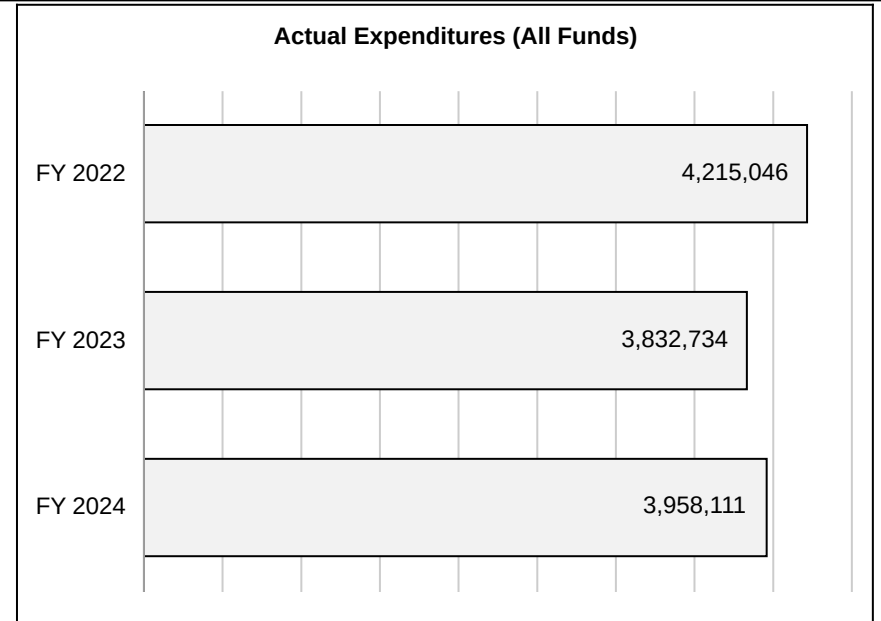 Actual Expenditures (All Funds)
FY 2022
4,215,046
FY 2023
3,832,734
FY 2024
3,958,111